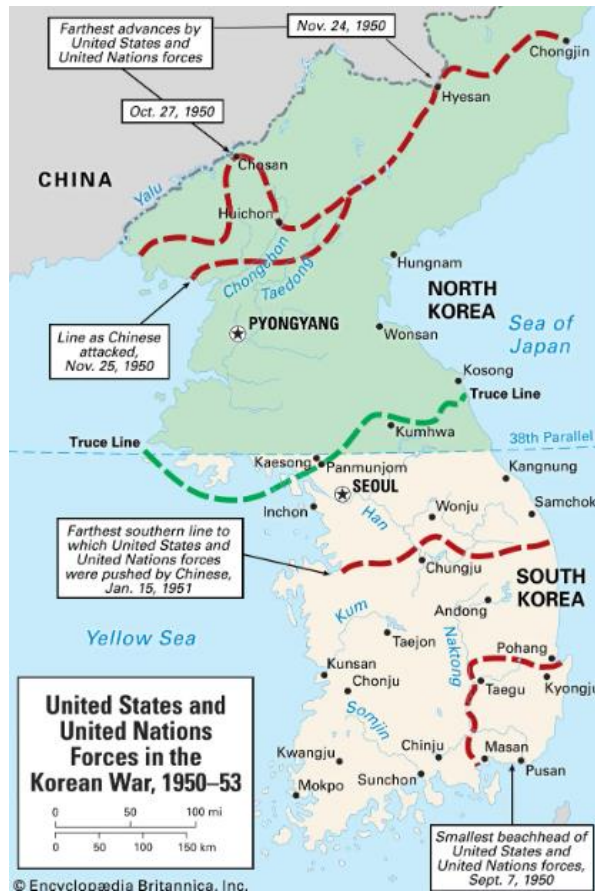 Farthest advances by
United States and
United Nations forces
Nov. 24, 1950
Chongjin
Hyesan
Oct. 27, 1950
Chosan
CHINA
Yalu
Huichon
Chongchon
Taedong
Hungnam
NORTH
KOREA
Line as Chinese
attacked,
Nov. 25, 1950
PYONGYANG
Wonsan
Sea of
Japan
Kosong
Truce Line
Kumhwa
Truce Line
38th Parallel
Kaesong
Panmunjom
Kangnung
SEOUL
Inchon
Han
Wonju
Samchok
Farthest southern line to
which United States and
United Nations forces
were pushed by Chinese,
Jan. 15, 1951
Chungju
SOUTH
KOREA
Andong
Kum
Yellow Sea
Taejon
Naktong
Pohang
Kunsan
Chonju
Taegu
Kyongju
Somjin
United States and
United Nations
Forces in the
Korean War, 1950–53
0 50 100 mi
0 50 100 150 km
Kwangju
Chinju
Masan
Mokpo
Sunchon
Pusan
Smallest beachhead of
United States and
United Nations forces,
Sept. 7, 1950
© Encyclopædia Britannica, Inc.